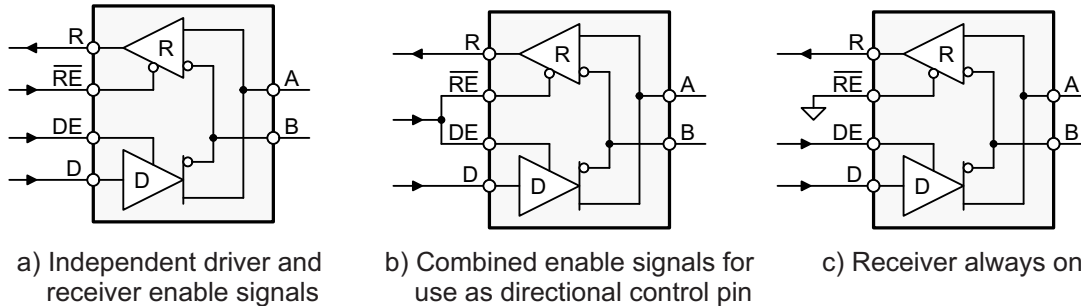 R
R
RE
A
DE
B
D
D
a) Independent driver and
receiver enable signals
R
R
RE
A
DE
B
D
D
b) Combined enable signals for
use as directional control pin
R
R
RE
A
DE
B
D
D
c) Receiver always on